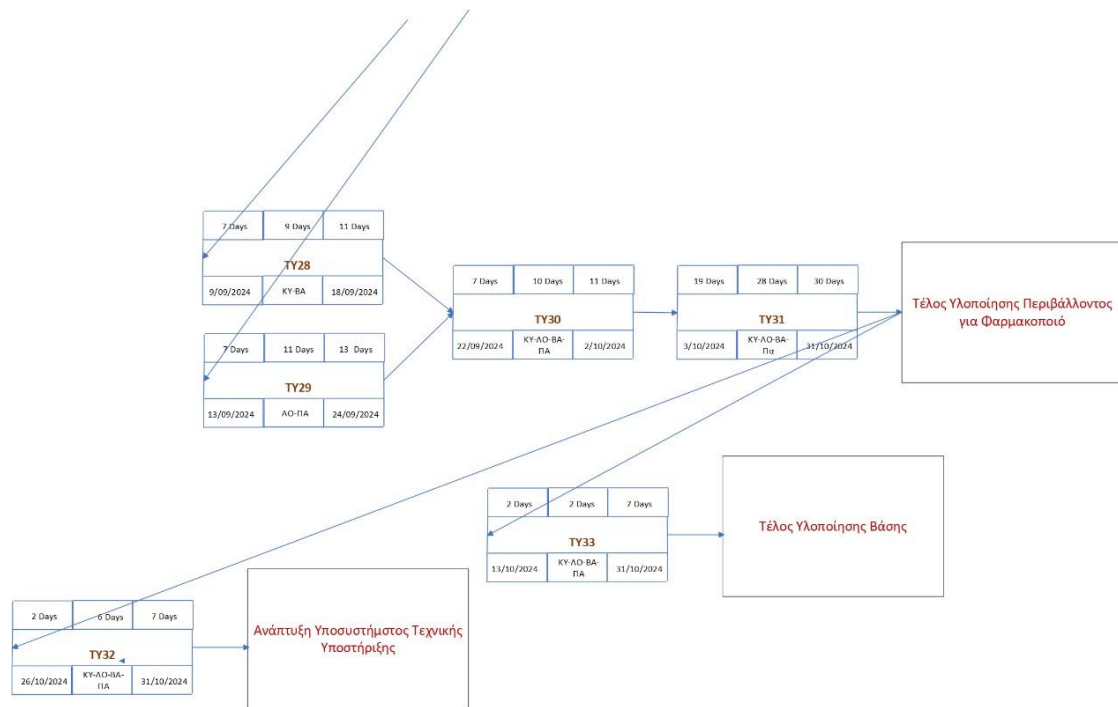 7 Days 9 Days 11 Days
ΤΥ28
9/09/2024 ΚΥ-ΒΑ 18/09/2024
7 Days 11 Days 13 Days
ΤΥ29
13/09/2024 ΛΟ-ΠΑ 24/09/2024
7 Days 10 Days 11 Days
ΤΥ30
22/09/2024 ΚΥ-ΛΟ-ΒΑ-
ΠΑ 2/10/2024
19 Days 28 Days 30 Days
ΤΥ31
3/10/2024 ΚΥ-ΛΟ-ΒΑ-
Πα 31/10/2024
Τέλος Υλοποίησης Περιβάλλοντος
για Φαρμακοποιό
2 Days 2 Days 7 Days
ΤΥ33
13/10/2024 ΚΥ-ΛΟ-ΒΑ-
ΠΑ 31/10/2024
Τέλος Υλοποίησης Βάσης
2 Days 6 Days 7 Days
ΤΥ32
26/10/2024 ΚΥ-ΛΟ-ΒΑ-
ΠΑ 31/10/2024
Ανάπτυξη Υποσυστήμστος Τεχνικής
Υποστήριξης